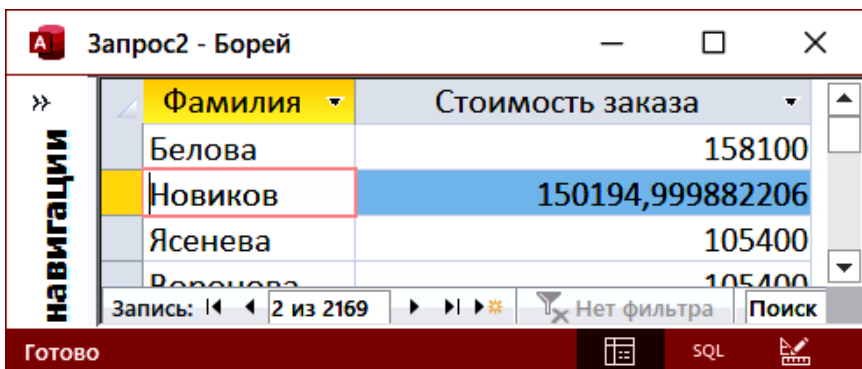 Запрос2 - Борей
навигации
Фамилия Стоимость заказа
Белова 158100
Новиков 150194,999882206
Ясенева 105400
Воронова 105400
Запись: 2 из 2169 Нет фильтра Поиск
Готово SQL